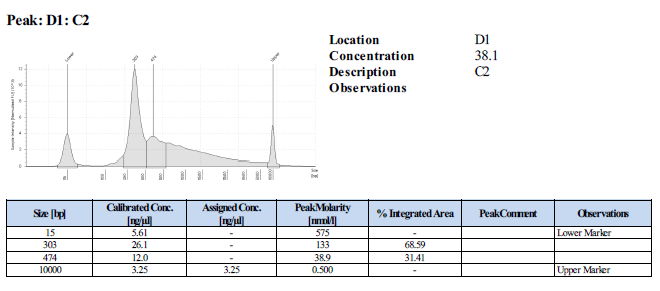 Peak: D1: C2
Location D1
Concentration 38.1
Description C2
Observations
Lower
303
474
Upper
Size [bp] Calibrated Conc. [ng/µl] Assigned Conc. [ng/µl] Peak Molarity [nmol/l] % Integrated Area Peak Comment Observations
15 5.61 - 575 - Lower Marker
303 26.1 - 133 68.59
474 12.0 - 38.9 31.41
10000 3.25 3.25 0.500 - Upper Marker